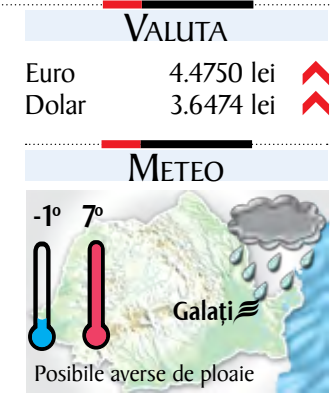 VALUTA
Euro 4.4750 lei
Dolar 3.6474 lei
METEO
-1º 7º
Galați
Posibile averse de ploaie